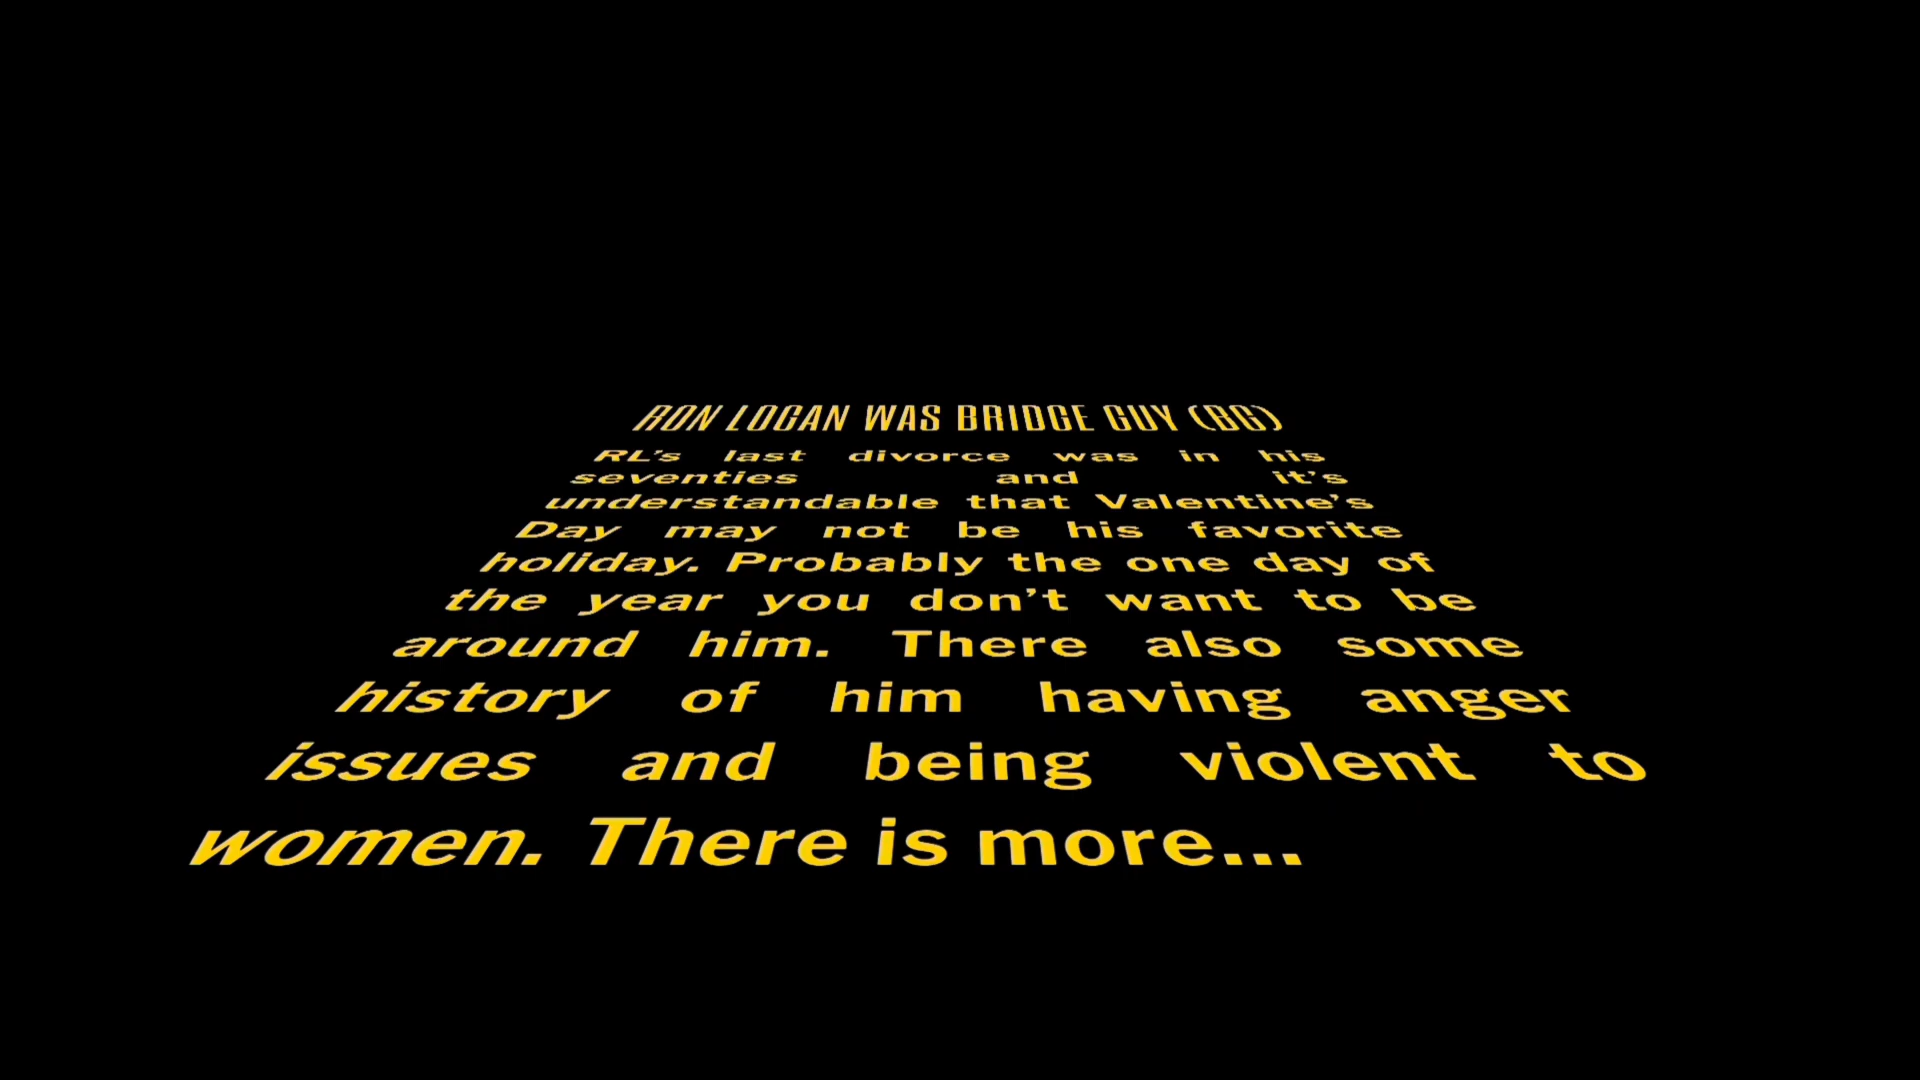 RON LOGAN WAS BRIDGE GUY (BG)
RL’s last divorce was in his
seventies and it’s
understandable that Valentine’s
Day may not be his favorite
holiday. Probably the one day of
the year you don’t want to be
around him. There also some
history of him having anger
issues and being violent to
women. There is more...